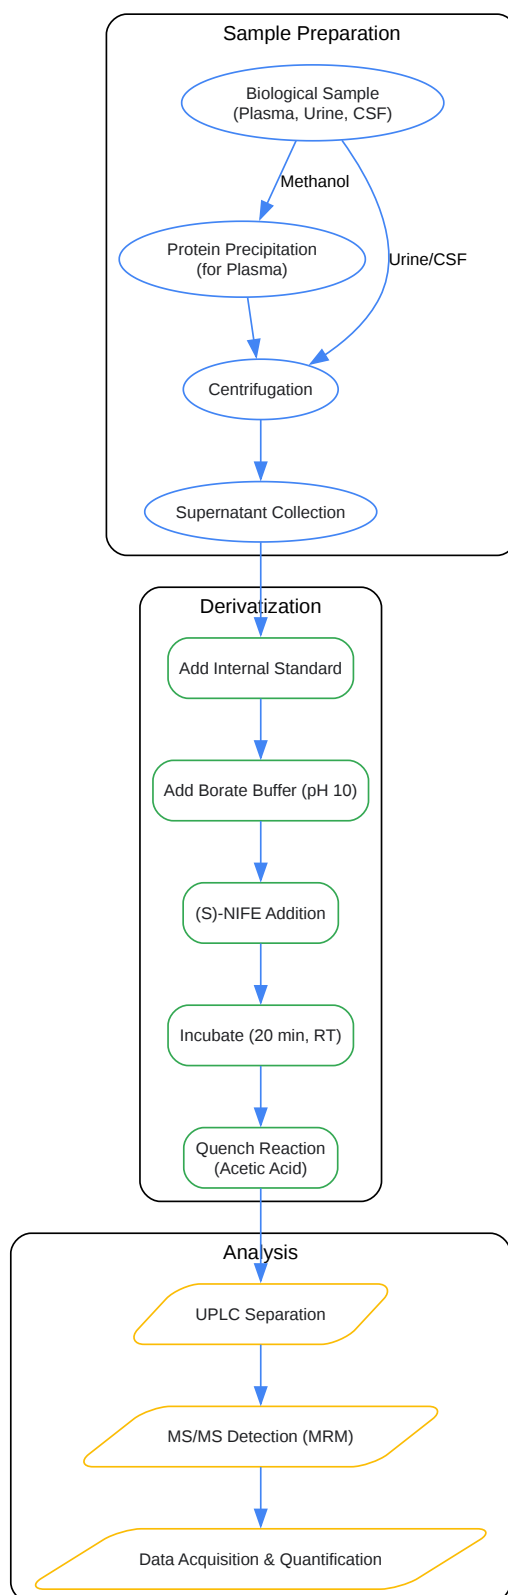 Sample Preparation
Biological Sample
(Plasma, Urine, CSF)
Methanol
Protein Precipitation
(for Plasma)
Urine/CSF
Centrifugation
Supernatant Collection
Derivatization
Add Internal Standard
Add Borate Buffer (pH 10)
(S)-NIFE Addition
Incubate (20 min, RT)
Quench Reaction
(Acetic Acid)
Analysis
UPLC Separation
MS/MS Detection (MRM)
Data Acquisition & Quantification